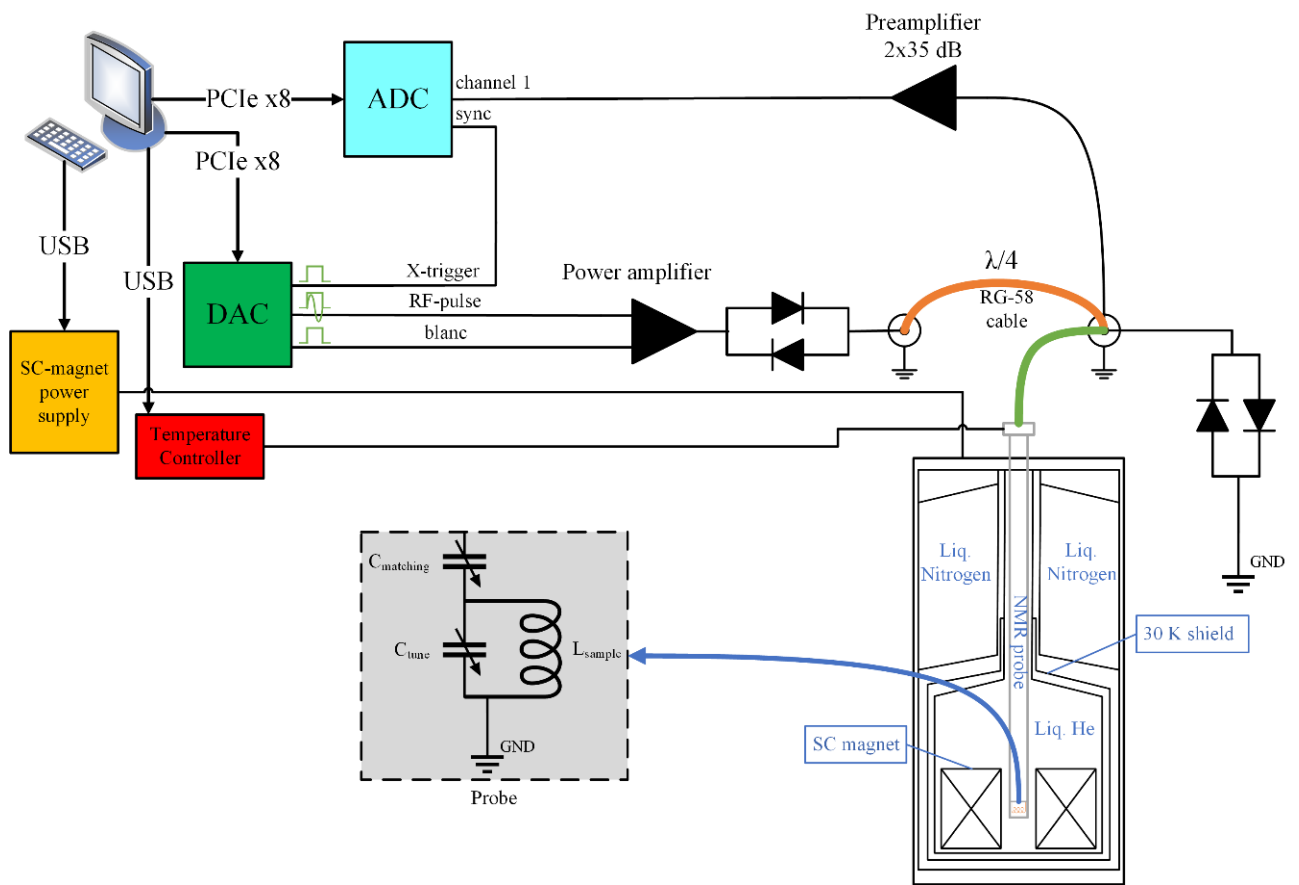 Preamplifier
2x35 dB
PCIe x8
ADC
channel 1
sync
PCIe x8
USB
USB
DAC
X-trigger
RF-pulse
blanc
Power amplifier
λ/4
RG-58
cable
SC-magnet
power
supply
Temperature
Controller
GND
Liq.
Nitrogen
Liq.
Nitrogen
NMR probe
30 K shield
Liq. He
SC magnet
Cmatching
Ctune
Lsample
GND
Probe